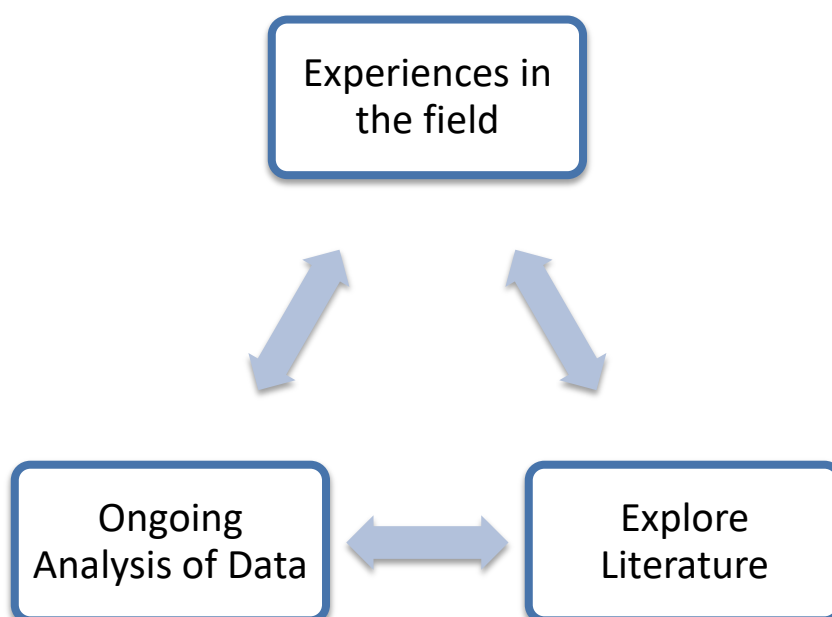 Experiences in
the field
Ongoing
Analysis of Data
Explore
Literature